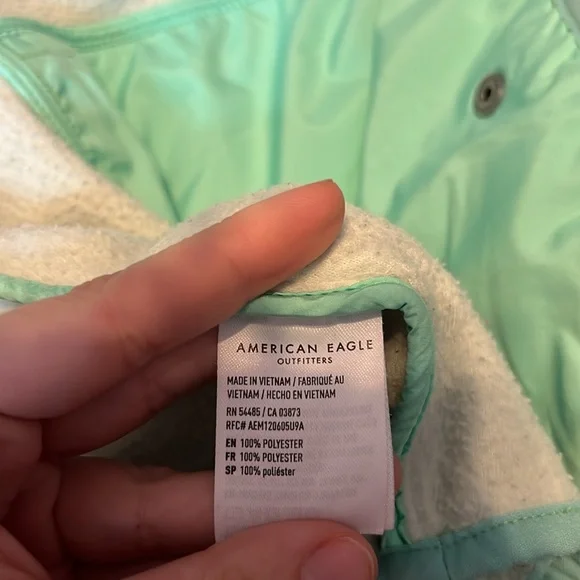 AMERICAN EAGLE
OUTFITTERS
MADE IN VIETNAM / FABRIQUÉ AU
VIETNAM / HECHO EN VIETNAM
RN 54485 / CA 03873
RFC# AEM120605U9A
EN 100% POLYESTER
FR 100% POLYESTER
SP 100% poliéster